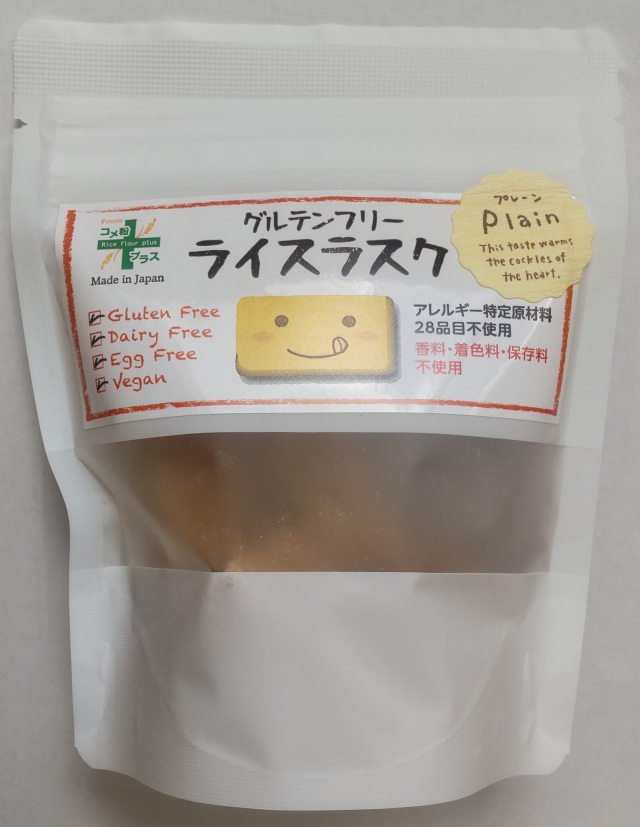 From
コメ粉
Rice flour plus
プラス
Made in Japan
グルテンフリー
ライスラスク
プレーン
Plain
This taste warms
the cockles of
the heart.
Gluten Free
Dairy Free
Egg Free
Vegan
アレルギー特定原材料
28品目不使用
香料・着色料・保存料
不使用